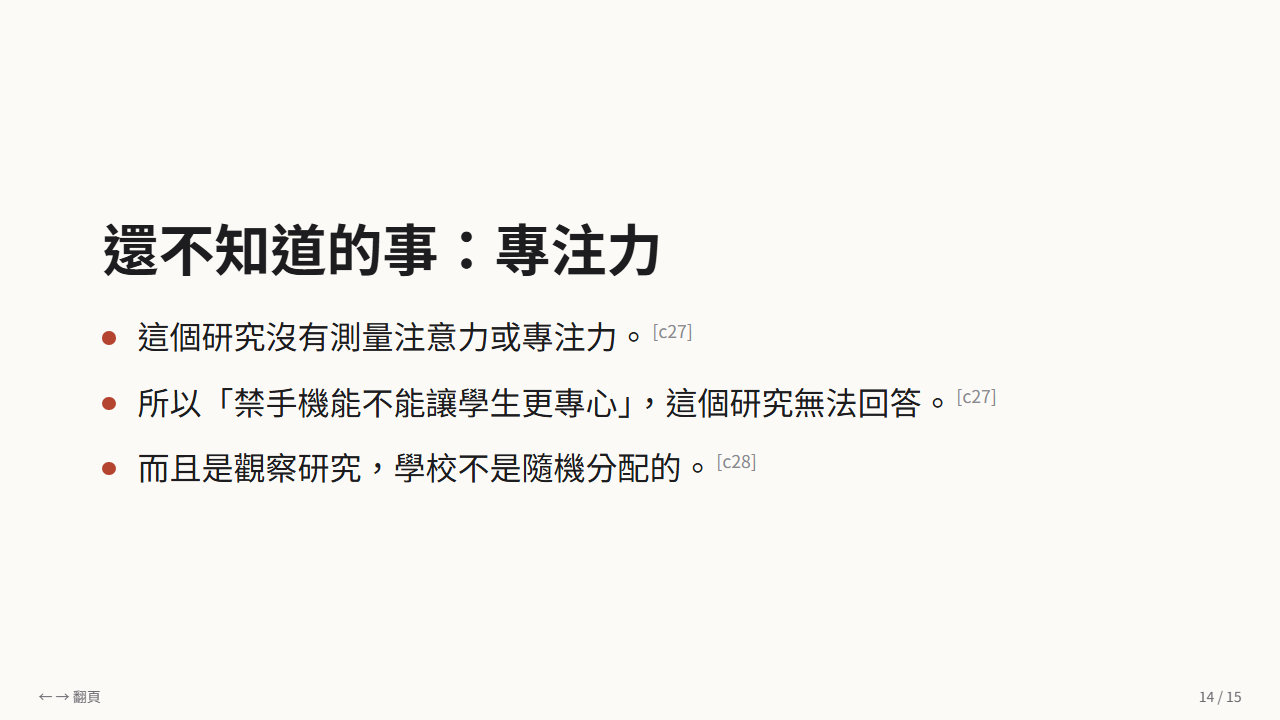 還不知道的事：專注力
這個研究沒有測量注意力或專注力。[c27]
所以「禁手機能不能讓學生更專心」，這個研究無法回答。[c27]
而且是觀察研究，學校不是隨機分配的。[c28]
←→ 翻頁
14 / 15